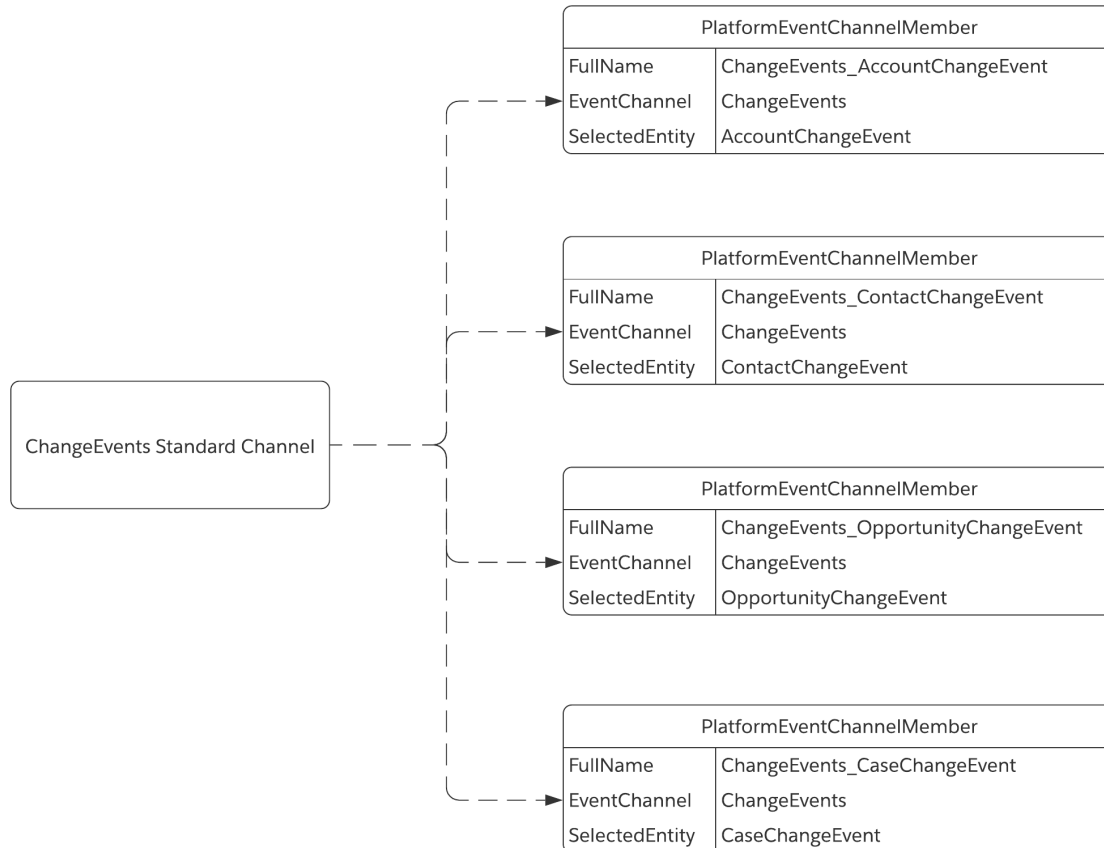 PlatformEventChannelMember
FullName ChangeEvents_AccountChangeEvent
EventChannel ChangeEvents
SelectedEntity AccountChangeEvent
PlatformEventChannelMember
FullName ChangeEvents_ContactChangeEvent
EventChannel ChangeEvents
SelectedEntity ContactChangeEvent
ChangeEvents Standard Channel
PlatformEventChannelMember
FullName ChangeEvents_OpportunityChangeEvent
EventChannel ChangeEvents
SelectedEntity OpportunityChangeEvent
PlatformEventChannelMember
FullName ChangeEvents_CaseChangeEvent
EventChannel ChangeEvents
SelectedEntity CaseChangeEvent